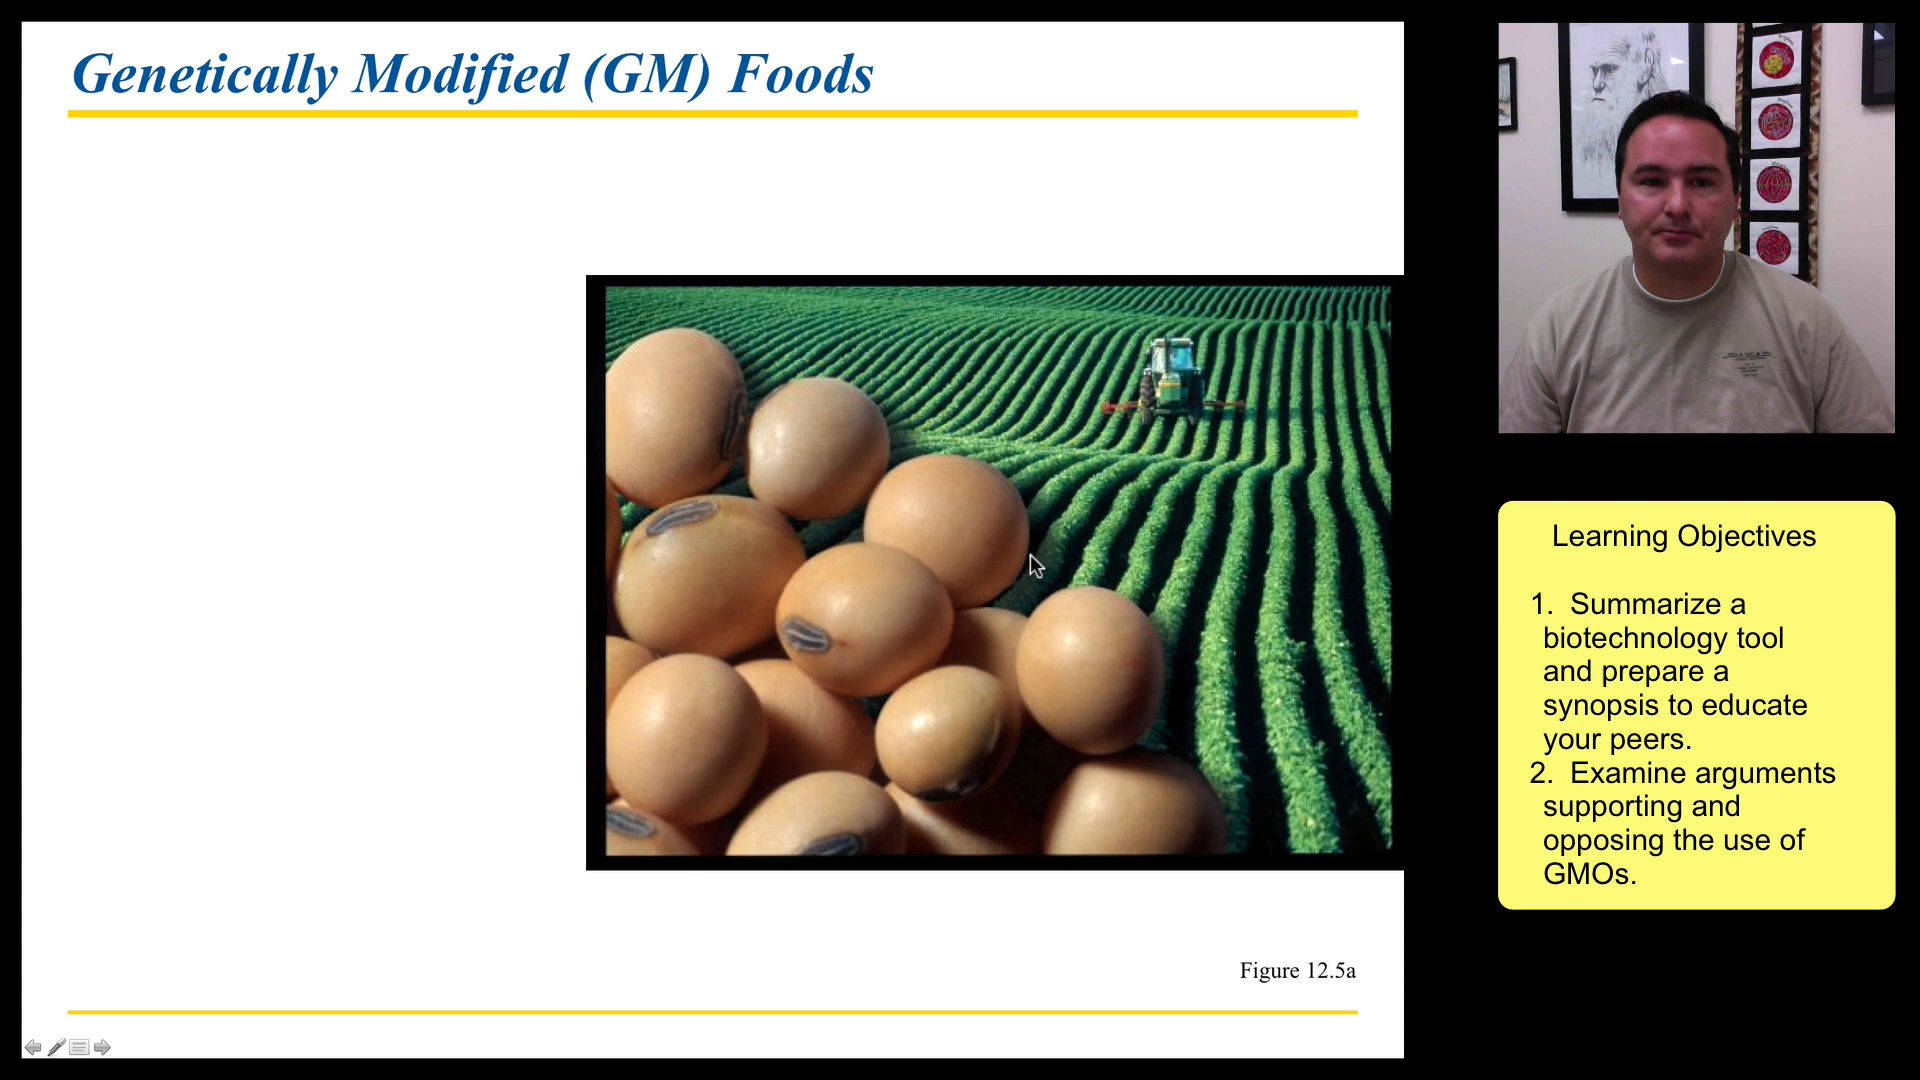 Genetically Modified (GM) Foods
Figure 12.5a
Learning Objectives
1. Summarize a
biotechnology tool
and prepare a
synopsis to educate
your peers.
2. Examine arguments
supporting and
opposing the use of
GMOs.